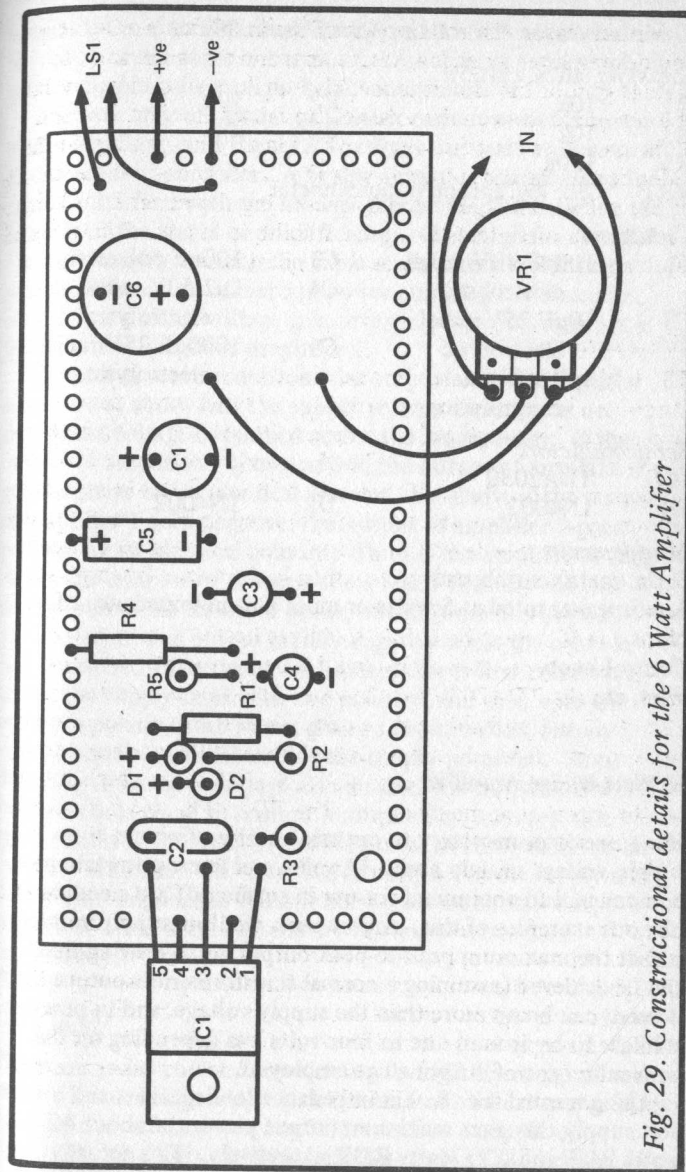 LS1
+ve
−ve
C6
+
+
C1
+ C5 −
R4
− C3 +
R5
R1
+ C4 −
D1 +
D2 +
R2
C2
R3
5
4
3
2
1
IC1
VR1
IN
Fig. 29 Constructional details for the 6 Watt Amplifier